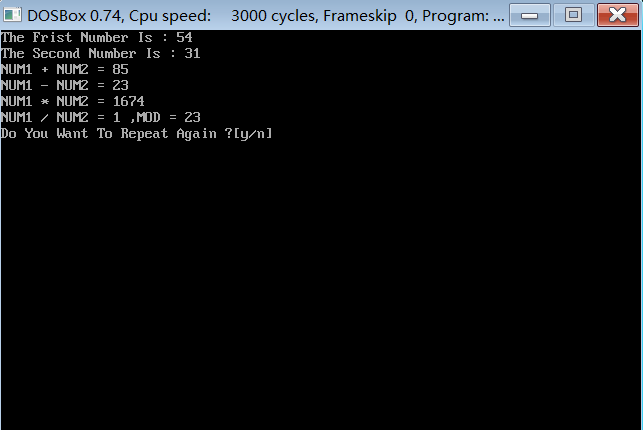 DOSBox 0.74, Cpu speed: 3000 cycles, Frameskip 0, Program: ...
The Frist Number Is : 54
The Second Number Is : 31
NUM1 + NUM2 = 85
NUM1 - NUM2 = 23
NUM1 * NUM2 = 1674
NUM1 / NUM2 = 1 ,MOD = 23
Do You Want To Repeat Again ?[y/n]